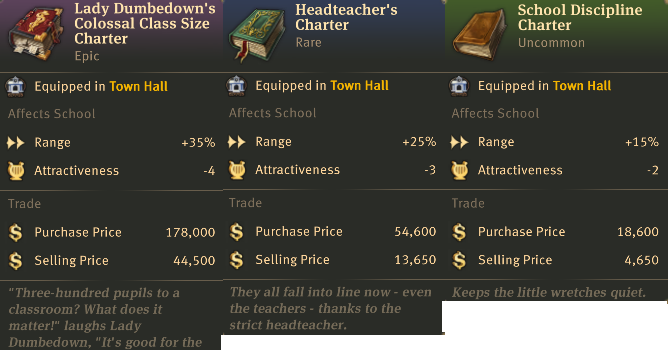 Lady Dumbedown's
Colossal Class Size
Charter
Epic
Equipped in Town Hall
Affects School
Range +35%
Attractiveness -4
Trade
Purchase Price 178,000
Selling Price 44,500
"Three-hundred pupils to a
classroom? What does it
matter!" laughs Lady
Dumbedown, "It's good for the
Headteacher's
Charter
Rare
Equipped in Town Hall
Affects School
Range +25%
Attractiveness -3
Trade
Purchase Price 54,600
Selling Price 13,650
They all fall into line now - even
the teachers - thanks to the
strict headteacher.
School Discipline
Charter
Uncommon
Equipped in Town Hall
Affects School
Range +15%
Attractiveness -2
Trade
Purchase Price 18,600
Selling Price 4,650
Keeps the little wretches quiet.